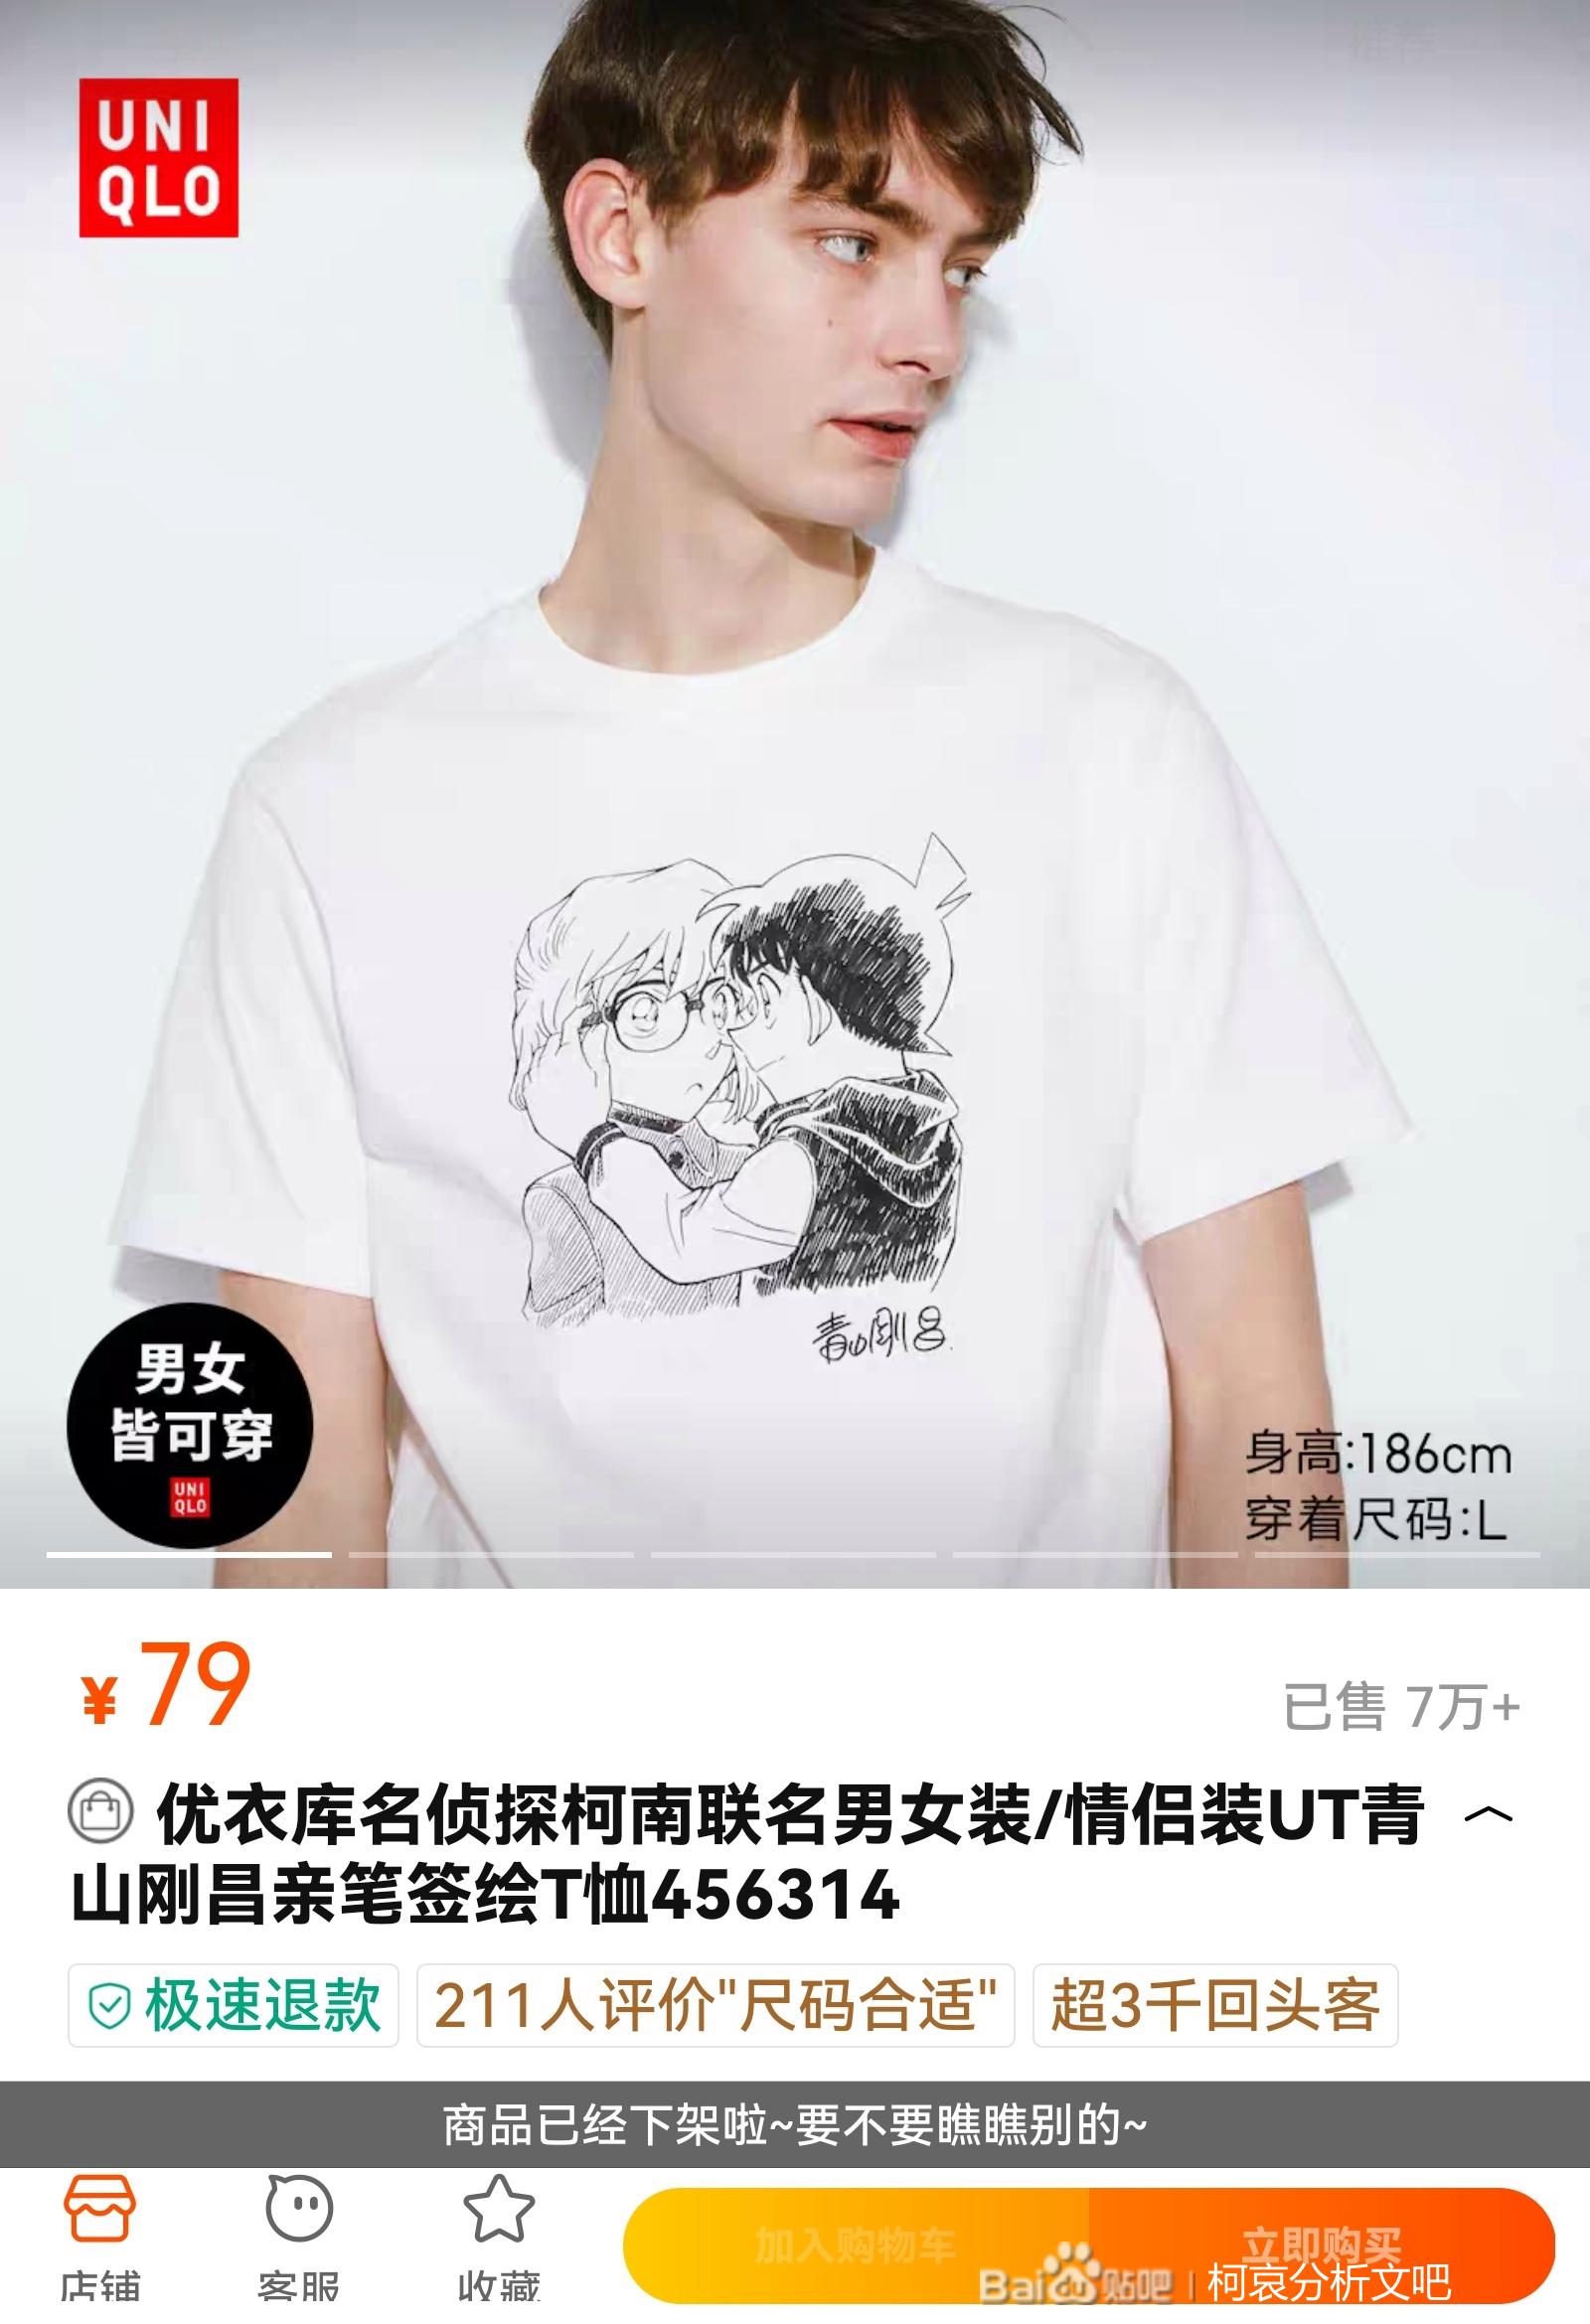 推荐
UNI
QLO
青山剛昌
男女
皆可穿
UNI
QLO
身高:186cm
穿着尺码:L
¥79
已售 7万+
优衣库名侦探柯南联名男女装/情侣装UT青
山刚昌亲笔签绘T恤456314
极速退款
211人评价"尺码合适"
超3千回头客
商品已经下架啦~要不要瞧瞧别的~
店铺
客服
收藏
加入购物车
立即购买
Bai du 贴吧 | 柯哀分析文吧